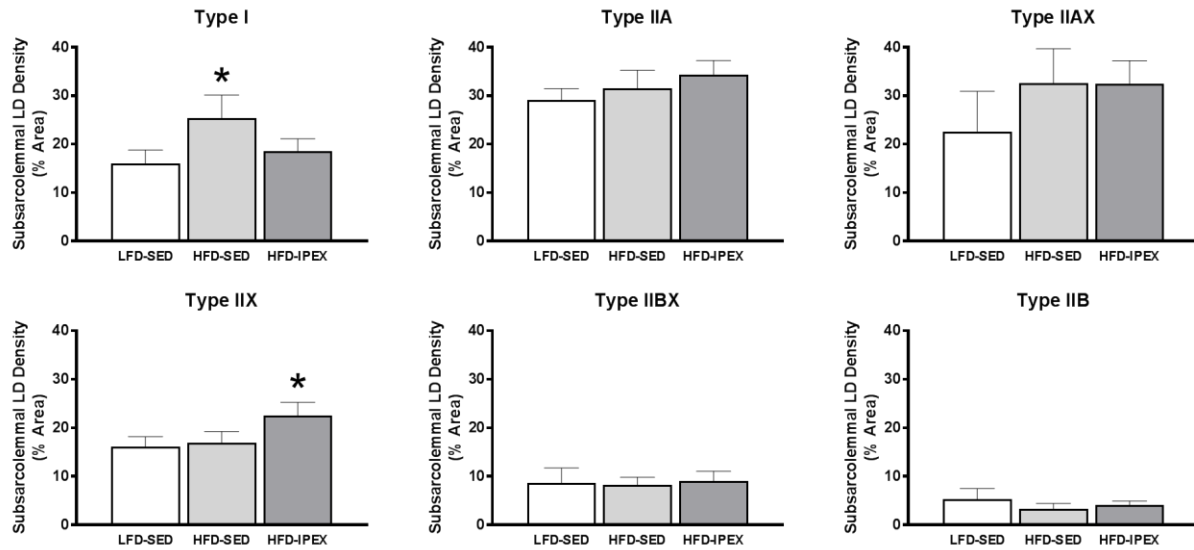 Type I
Subsarcolemmal LD Density
(% Area)
40
30
20
10
0
*
LFD-SED HFD-SED HFD-IPEX
Type IIA
Subsarcolemmal LD Density
(% Area)
40
30
20
10
0
LFD-SED HFD-SED HFD-IPEX
Type IIAX
Subsarcolemmal LD Density
(% Area)
40
30
20
10
0
LFD-SED HFD-SED HFD-IPEX
Type IIX
Subsarcolemmal LD Density
(% Area)
40
30
20
10
0
*
LFD-SED HFD-SED HFD-IPEX
Type IIBX
Subsarcolemmal LD Density
(% Area)
40
30
20
10
0
LFD-SED HFD-SED HFD-IPEX
Type IIB
Subsarcolemmal LD Density
(% Area)
40
30
20
10
0
LFD-SED HFD-SED HFD-IPEX